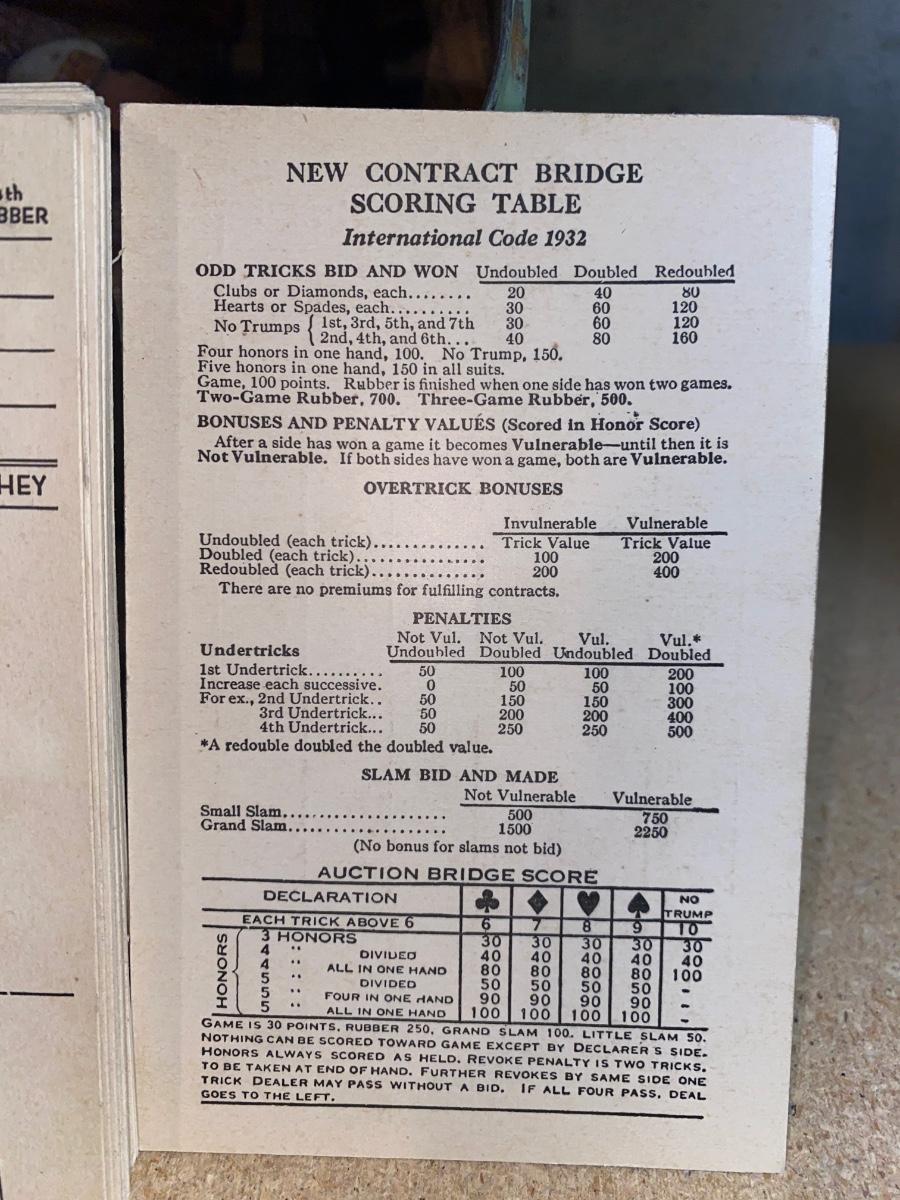 4th
BBER
HEY
NEW CONTRACT BRIDGE
SCORING TABLE
International Code 1932
ODD TRICKS BID AND WON Undoubled Doubled Redoubled
Clubs or Diamonds, each........ 20 40 80
Hearts or Spades, each.......... 30 60 120
No Trumps { 1st, 3rd, 5th, and 7th 30 60 120
2nd, 4th, and 6th... 40 80 160
Four honors in one hand, 100. No Trump, 150.
Five honors in one hand, 150 in all suits.
Game, 100 points. Rubber is finished when one side has won two games.
Two-Game Rubber, 700. Three-Game Rubber, 500.
BONUSES AND PENALTY VALUES (Scored in Honor Score)
After a side has won a game it becomes Vulnerable—until then it is
Not Vulnerable. If both sides have won a game, both are Vulnerable.
OVERTRICK BONUSES
Invulnerable Vulnerable
Undoubled (each trick).............. Trick Value Trick Value
Doubled (each trick)................ 100 200
Redoubled (each trick).............. 200 400
There are no premiums for fulfilling contracts.
PENALTIES
Not Vul. Not Vul. Vul. Vul.*
Undertricks Undoubled Doubled Undoubled Doubled
1st Undertrick.......... 50 100 100 200
Increase each successive. 0 50 50 100
For ex., 2nd Undertrick.. 50 150 150 300
3rd Undertrick... 50 200 200 400
4th Undertrick... 50 250 250 500
*A redouble doubled the doubled value.
SLAM BID AND MADE
Not Vulnerable Vulnerable
Small Slam...................... 500 750
Grand Slam..................... 1500 2250
(No bonus for slams not bid)
AUCTION BRIDGE SCORE
DECLARATION ♣ ♦ ♥ ♠ NO TRUMP
EACH TRICK ABOVE 6 6 7 8 9 10
HONORS
3 HONORS 30 30 30 30 30
4 " DIVIDED 40 40 40 40 40
4 " ALL IN ONE HAND 80 80 80 80 100
5 " DIVIDED 50 50 50 50 -
5 " FOUR IN ONE HAND 90 90 90 90 -
5 " ALL IN ONE HAND 100 100 100 100 -
GAME IS 30 POINTS, RUBBER 250, GRAND SLAM 100. LITTLE SLAM 50.
NOTHING CAN BE SCORED TOWARD GAME EXCEPT BY DECLARER'S SIDE.
HONORS ALWAYS SCORED AS HELD. REVOKE PENALTY IS TWO TRICKS,
TO BE TAKEN AT END OF HAND. FURTHER REVOKES BY SAME SIDE ONE
TRICK DEALER MAY PASS WITHOUT A BID. IF ALL FOUR PASS, DEAL
GOES TO THE LEFT.